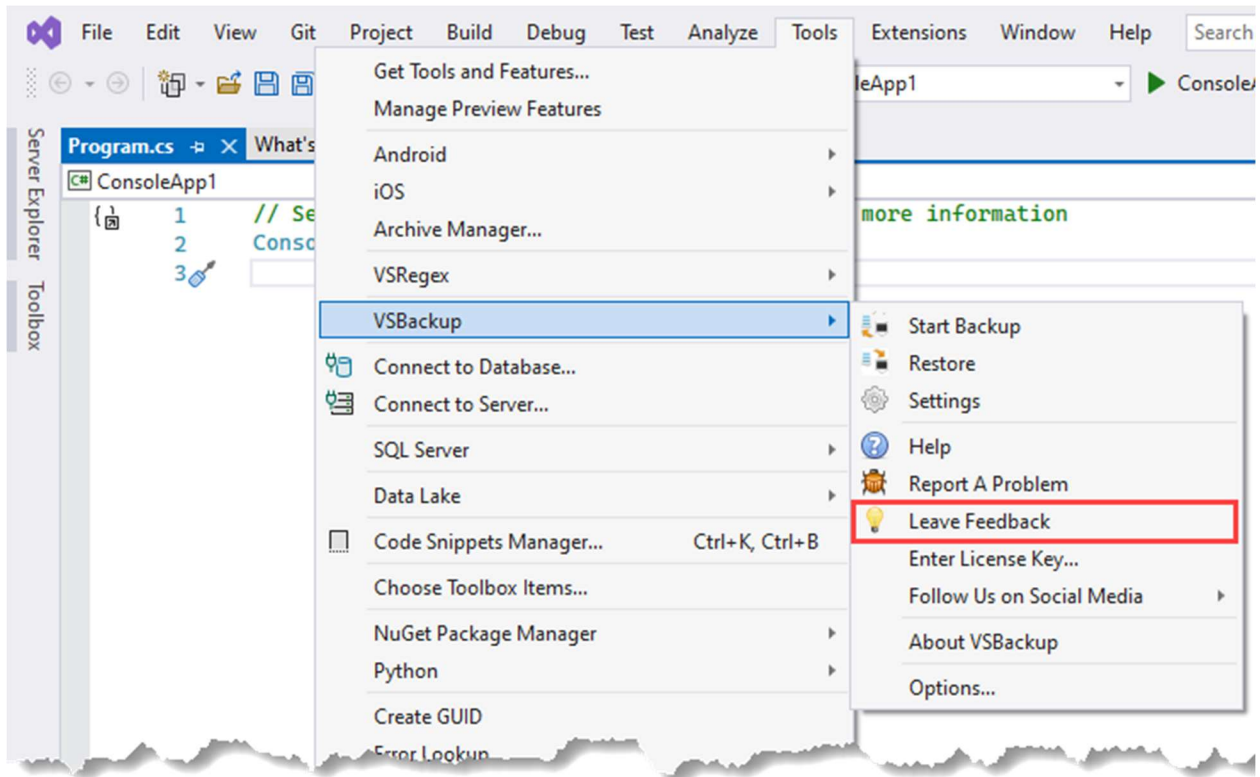 File Edit View Git Project Build Debug Test Analyze Tools Extensions Window Help Search
leApp1
Program.cs What's
ConsoleApp1
1 // Se more information
2 Conso
3
Server Explorer
Toolbox
Get Tools and Features...
Manage Preview Features
Android
iOS
Archive Manager...
VSRegex
VSBackup
Connect to Database...
Connect to Server...
SQL Server
Data Lake
Code Snippets Manager... Ctrl+K, Ctrl+B
Choose Toolbox Items...
NuGet Package Manager
Python
Create GUID
Error Lookup
Start Backup
Restore
Settings
Help
Report A Problem
Leave Feedback
Enter License Key...
Follow Us on Social Media
About VSBackup
Options...